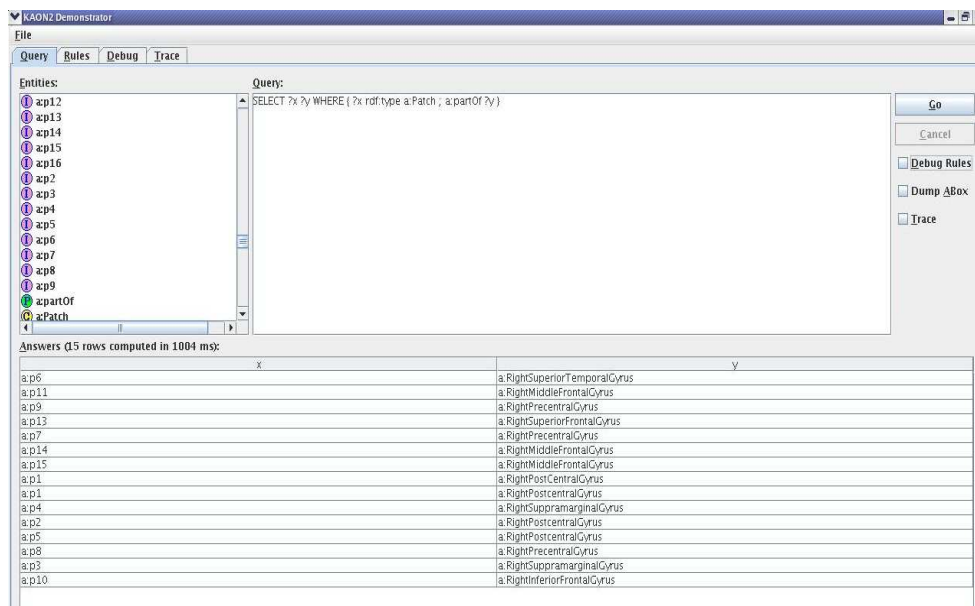 KAON2 Demonstrator
File
Query Rules Debug Trace
Entities:
I a:p12
I a:p13
I a:p14
I a:p15
I a:p16
I a:p2
I a:p3
I a:p4
I a:p5
I a:p6
I a:p7
I a:p8
I a:p9
P a:partOf
C a:Patch
Query:
SELECT ?x ?y WHERE { ?x rdf:type a:Patch ; a:partOf ?y }
Go
Cancel
Debug Rules
Dump ABox
Trace
Answers (15 rows computed in 1004 ms):
x y
a:p6 a:RightSuperiorTemporalGyrus
a:p11 a:RightMiddleFrontalGyrus
a:p9 a:RightPrecentralGyrus
a:p13 a:RightSuperiorFrontalGyrus
a:p7 a:RightPrecentralGyrus
a:p14 a:RightMiddleFrontalGyrus
a:p15 a:RightMiddleFrontalGyrus
a:p1 a:RightPostCentralGyrus
a:p1 a:RightPostcentralGyrus
a:p4 a:RightSuppramarginalGyrus
a:p2 a:RightPostcentralGyrus
a:p5 a:RightPostcentralGyrus
a:p8 a:RightPrecentralGyrus
a:p3 a:RightSuppramarginalGyrus
a:p10 a:RightInferiorFrontalGyrus